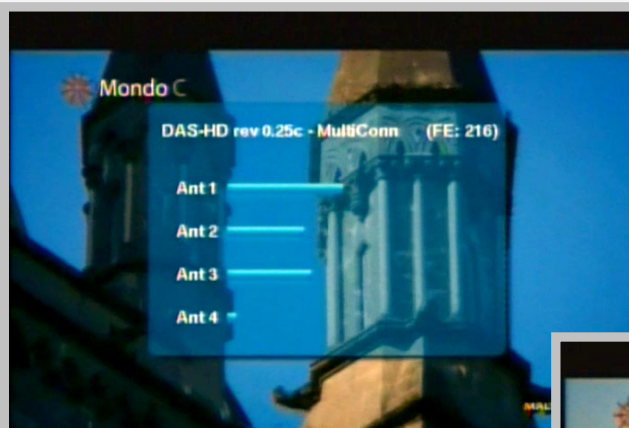 Mondo C
DAS-HD rev 0.25c - MultiConn (FE: 216)
Ant 1
Ant 2
Ant 3
Ant 4